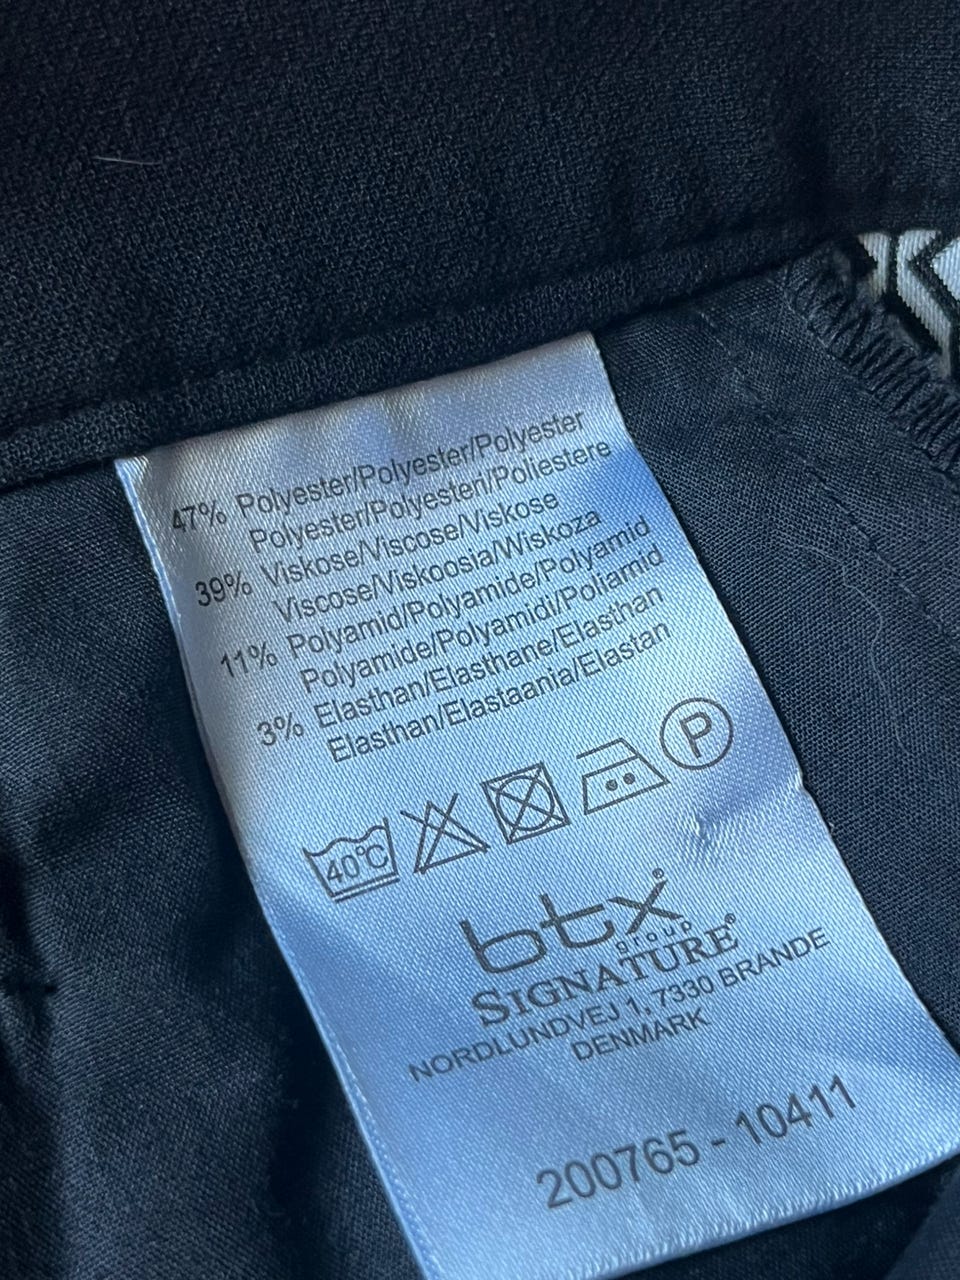 47% Polyester/Polyester/Polyester
Polyester/Polyesteri/Poliestere
39% Viskose/Viscose/Viskose
Viscose/Viskoosia/Wiskoza
11% Polyamid/Polyamide/Polyamid
Polyamide/Polyamidi/Poliamid
3% Elasthan/Elasthane/Elasthan
Elasthan/Elastaania/Elastan
40°C P
btx®
group
SIGNATURE®
NORDLUNDVEJ 1, 7330 BRANDE
DENMARK
200765 - 10411